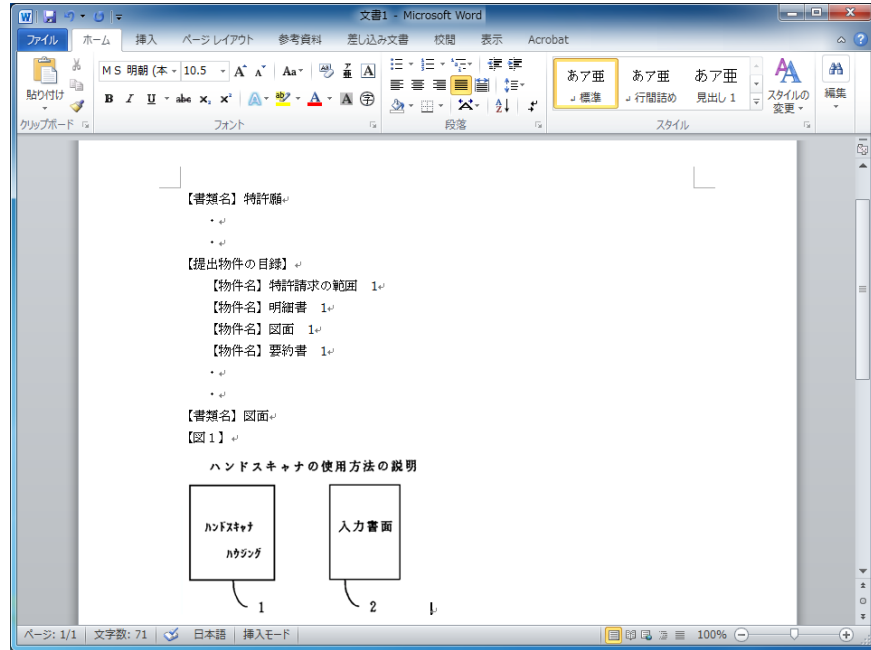 文書1 - Microsoft Word
ファイル ホーム 挿入 ページ レイアウト 参考資料 差し込み文書 校閲 表示 Acrobat
貼り付け
クリップボード
ＭＳ 明朝 (本 10.5
B I U abc x₂ x²
フォント
段落
あア亜 あア亜 あア亜
標準 行間詰め 見出し 1
スタイルの
変更
スタイル
編集
【書類名】特許願
・
・
【提出物件の目録】
【物件名】特許請求の範囲 1
【物件名】明細書 1
【物件名】図面 1
【物件名】要約書 1
・
・
【書類名】図面
【図１】
ハンドスキャナの使用方法の説明
ハンドスキャナ
ハウジング
入力書面
1 2
ページ: 1/1 文字数: 71 日本語 挿入モード 100%